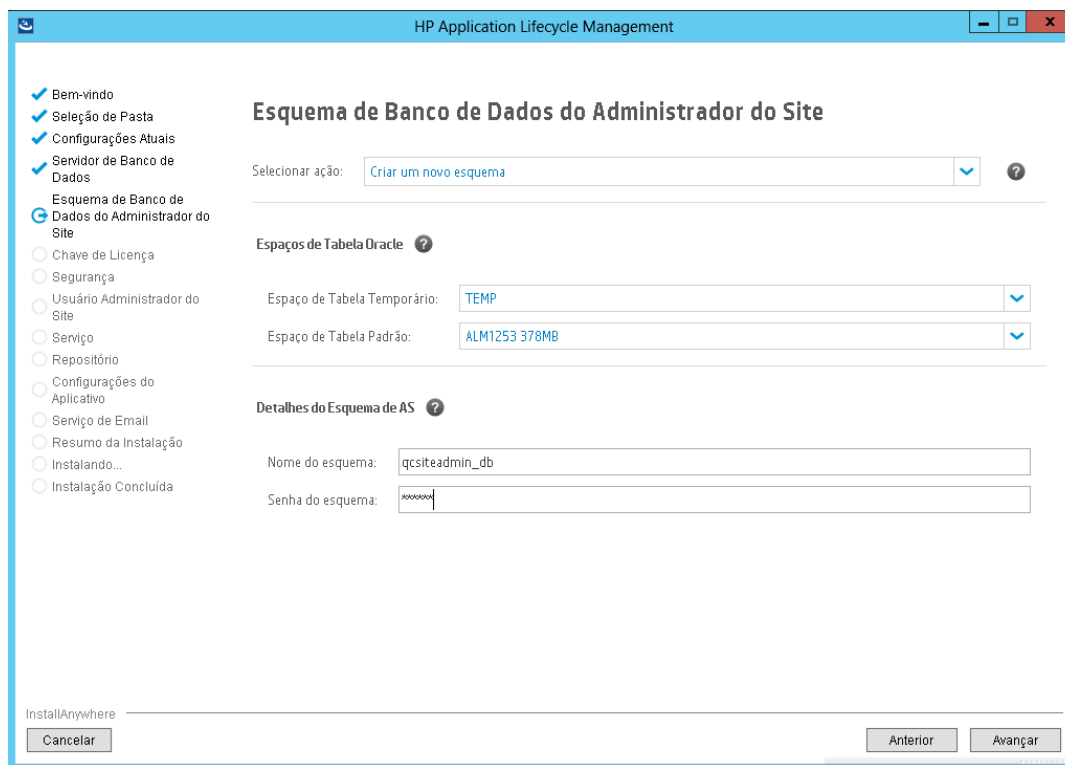 HP Application Lifecycle Management
Bem-vindo
Seleção de Pasta
Configurações Atuais
Servidor de Banco de
Dados
Esquema de Banco de
Dados do Administrador do
Site
Chave de Licença
Segurança
Usuário Administrador do
Site
Serviço
Repositório
Configurações do
Aplicativo
Serviço de Email
Resumo da Instalação
Instalando...
Instalação Concluída
Esquema de Banco de Dados do Administrador do Site
Selecionar ação: Criar um novo esquema
Espaços de Tabela Oracle
Espaço de Tabela Temporário: TEMP
Espaço de Tabela Padrão: ALM1253 378MB
Detalhes do Esquema de AS
Nome do esquema: qcsiteadmin_db
Senha do esquema: ******
InstallAnywhere
Cancelar Anterior Avançar